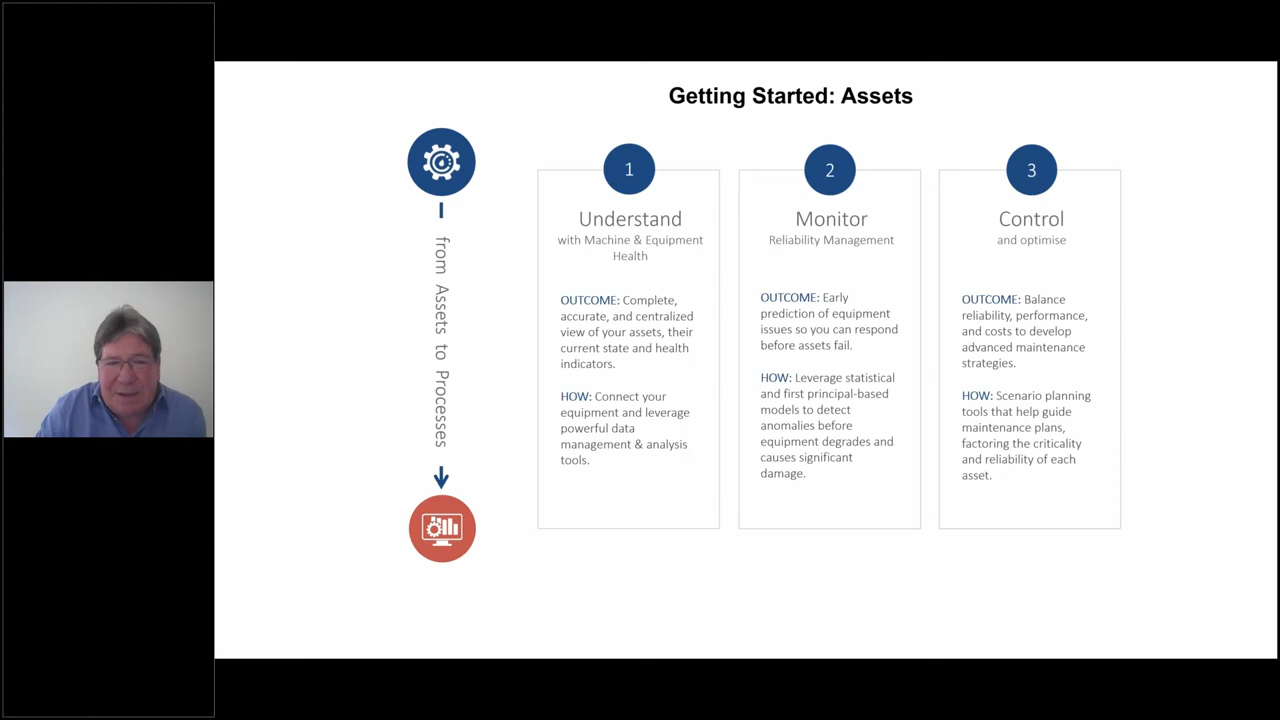 Getting Started: Assets
from Assets to Processes
1
Understand
with Machine & Equipment
Health
OUTCOME: Complete,
accurate, and centralized
view of your assets, their
current state and health
indicators.
HOW: Connect your
equipment and leverage
powerful data
management & analysis
tools.
2
Monitor
Reliability Management
OUTCOME: Early
prediction of equipment
issues so you can respond
before assets fail.
HOW: Leverage statistical
and first principal-based
models to detect
anomalies before
equipment degrades and
causes significant
damage.
3
Control
and optimise
OUTCOME: Balance
reliability, performance,
and costs to develop
advanced maintenance
strategies.
HOW: Scenario planning
tools that help guide
maintenance plans,
factoring the criticality
and reliability of each
asset.